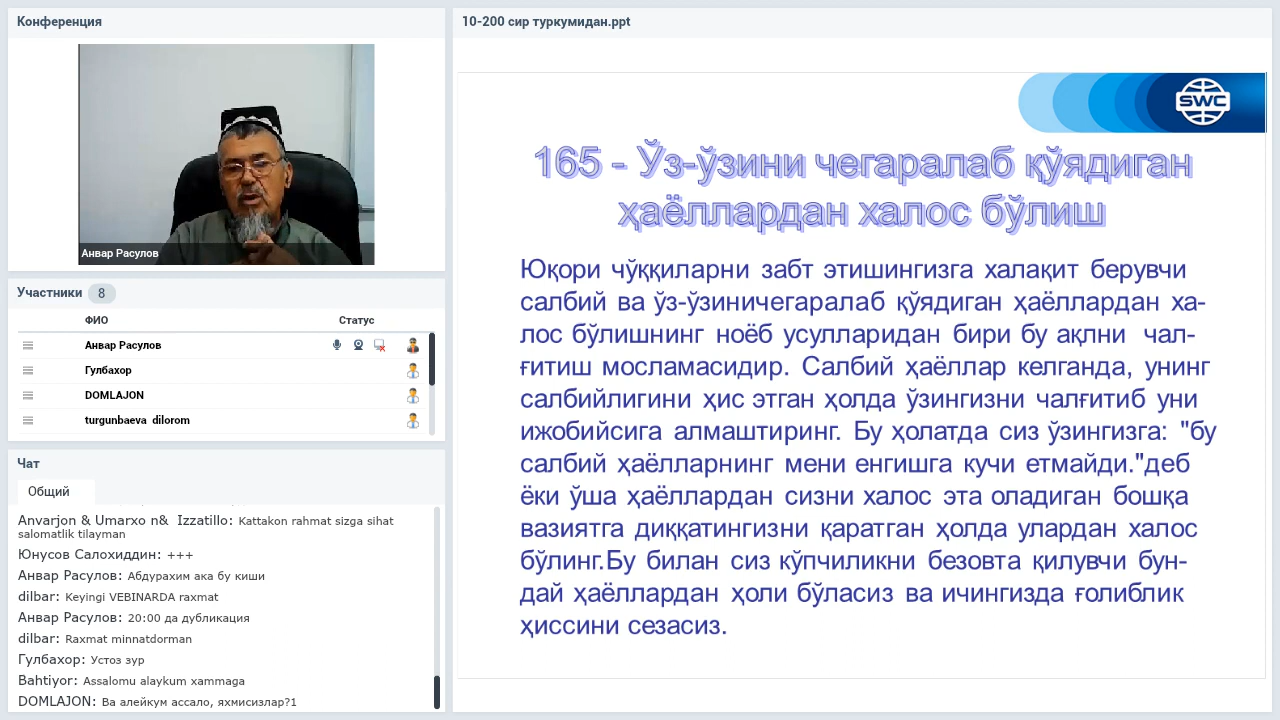 Конференция
Анвар Расулов
Участники 8
ФИО Статус
Анвар Расулов
Гулбахор
DOMLAJON
turgunbaeva dilorom
Чат
Общий
Anvarjon & Umarxo n& Izzatillo: Kattakon rahmat sizga sihat
salomatlik tilayman
Юнусов Салохиддин: +++
Анвар Расулов: Абдурахим ака бу киши
dilbar: Keyingi VEBINARDA raxmat
Анвар Расулов: 20:00 да дубликация
dilbar: Raxmat minnatdorman
Гулбахор: Устоз зур
Bahtiyor: Assalomu alaykum xammaga
DOMLAJON: Ва алейкум ассало, яхмисизлар?1
10-200 сир туркумидан.ppt
SWC
165 - Ўз-ўзини чегаралаб қўядиган
ҳаёллардан халос бўлиш
Юқори чўққиларни забт этишингизга халақит берувчи
салбий ва ўз-ўзиничегаралаб қўядиган ҳаёллардан ха-
лос бўлишнинг ноёб усулларидан бири бу ақлни чал-
ғитиш мосламасидир. Салбий ҳаёллар келганда, унинг
салбийлигини ҳис этган ҳолда ўзингизни чалғитиб уни
ижобийсига алмаштиринг. Бу ҳолатда сиз ўзингизга: "бу
салбий ҳаёлларнинг мени енгишга кучи етмайди."деб
ёки ўша ҳаёллардан сизни халос эта оладиган бошқа
вазиятга диққатингизни қаратган ҳолда улардан халос
бўлинг.Бу билан сиз кўпчиликни безовта қилувчи бун-
дай ҳаёллардан ҳоли бўласиз ва ичингизда ғолиблик
ҳиссини сезасиз.